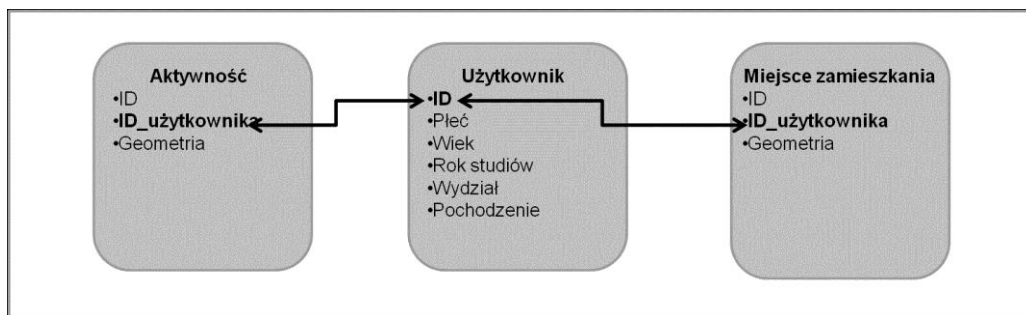 Aktywność
•ID
•ID_użytkownika
•Geometria
Użytkownik
•ID
•Płeć
•Wiek
•Rok studiów
•Wydział
•Pochodzenie
Miejsce zamieszkania
•ID
•ID_użytkownika
•Geometria